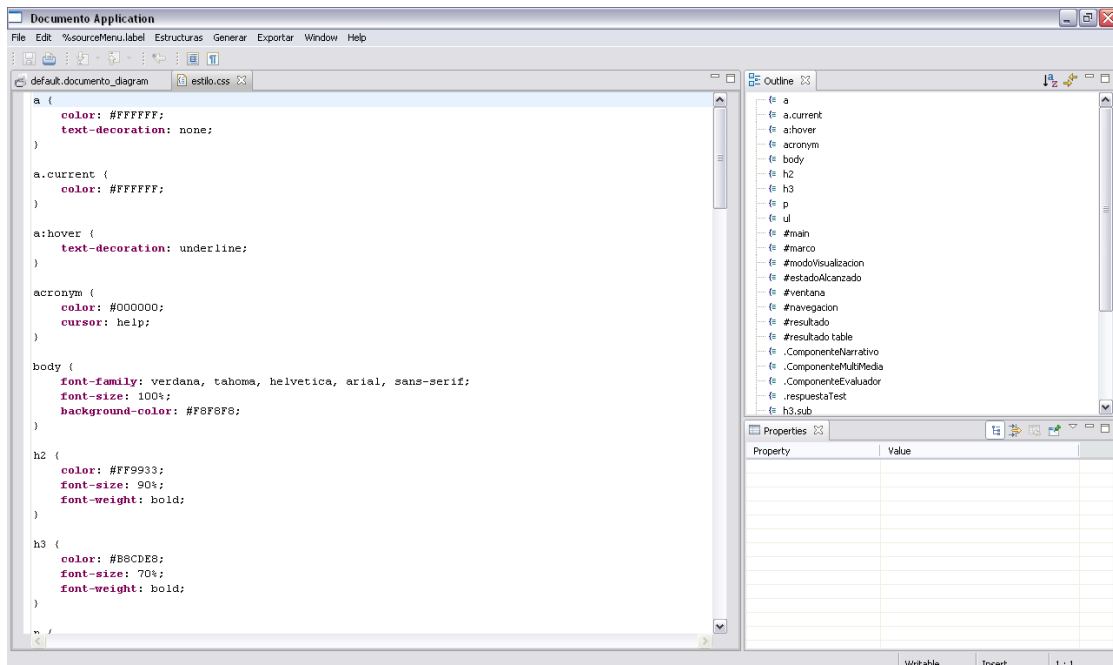 Documento Application
File Edit %sourceMenu.label Estructuras Generar Exportar Window Help
default.documento_diagram estilo.css
a {
    color: #FFFFFF;
    text-decoration: none;
}
a.current {
    color: #FFFFFF;
}
a:hover {
    text-decoration: underline;
}
acronym {
    color: #000000;
    cursor: help;
}
body {
    font-family: verdana, tahoma, helvetica, arial, sans-serif;
    font-size: 100%;
    background-color: #F8F8F8;
}
h2 {
    color: #FF9933;
    font-size: 90%;
    font-weight: bold;
}
h3 {
    color: #B8CDE8;
    font-size: 70%;
    font-weight: bold;
}
Outline
a
a.current
a:hover
acronym
body
h2
h3
p
ul
#main
#marco
#modoVisualizacion
#estadoAlcanzado
#ventana
#navegacion
#resultado
#resultado table
.ComponenteNarrativo
.ComponenteMultiMedia
.ComponenteEvaluador
.respuestaTest
h3.sub
Properties
Property Value
Writable Insert 1 : 1